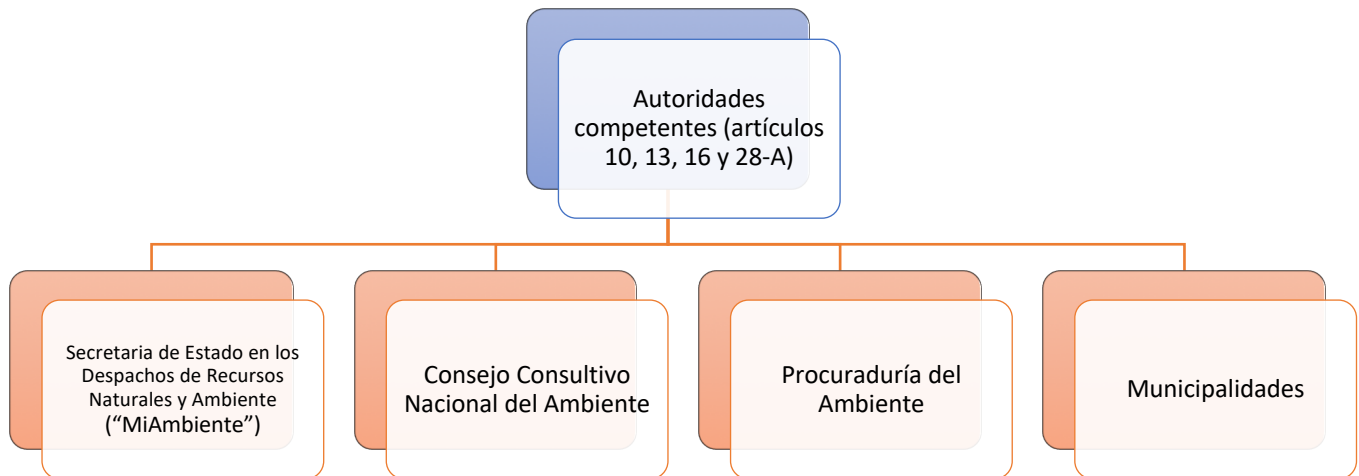 Autoridades
competentes (artículos
10, 13, 16 y 28-A)
Secretaria de Estado en los
Despachos de Recursos
Naturales y Ambiente
(“MiAmbiente”)
Consejo Consultivo
Nacional del Ambiente
Procuraduría del
Ambiente
Municipalidades